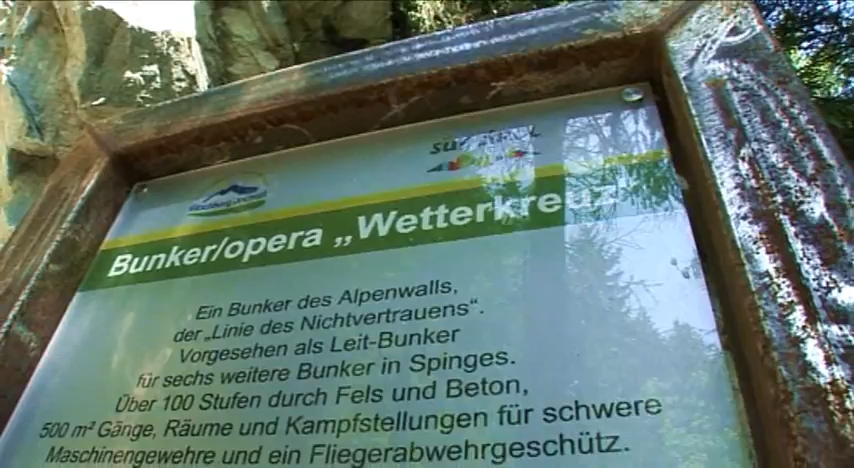 südtirol
Bunker/opera „Wetterkreuz“
Ein Bunker des Alpenwalls,
der „Linie des Nichtvertrauens“.
Vorgesehen als Leit-Bunker
für sechs weitere Bunker in Spinges
Über 100 Stufen durch Fels und Beton,
500 m² Gänge, Räume und Kampfstellungen für schwere
Maschinengewehre und ein Fliegerabwehrgeschütz.